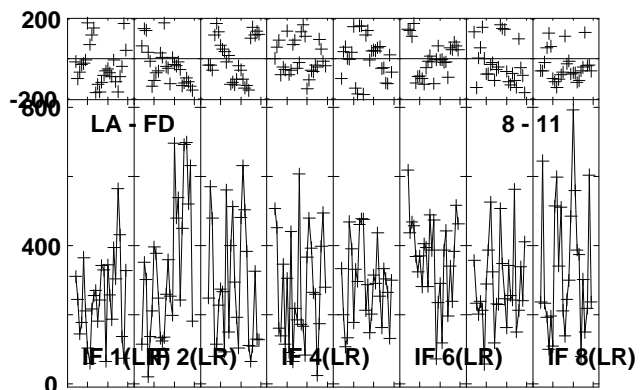 200
-200
800
LA - FD
8 - 11
400
IF 1(LR) IF 2(LR) IF 4(LR) IF 6(LR) IF 8(LR)
0